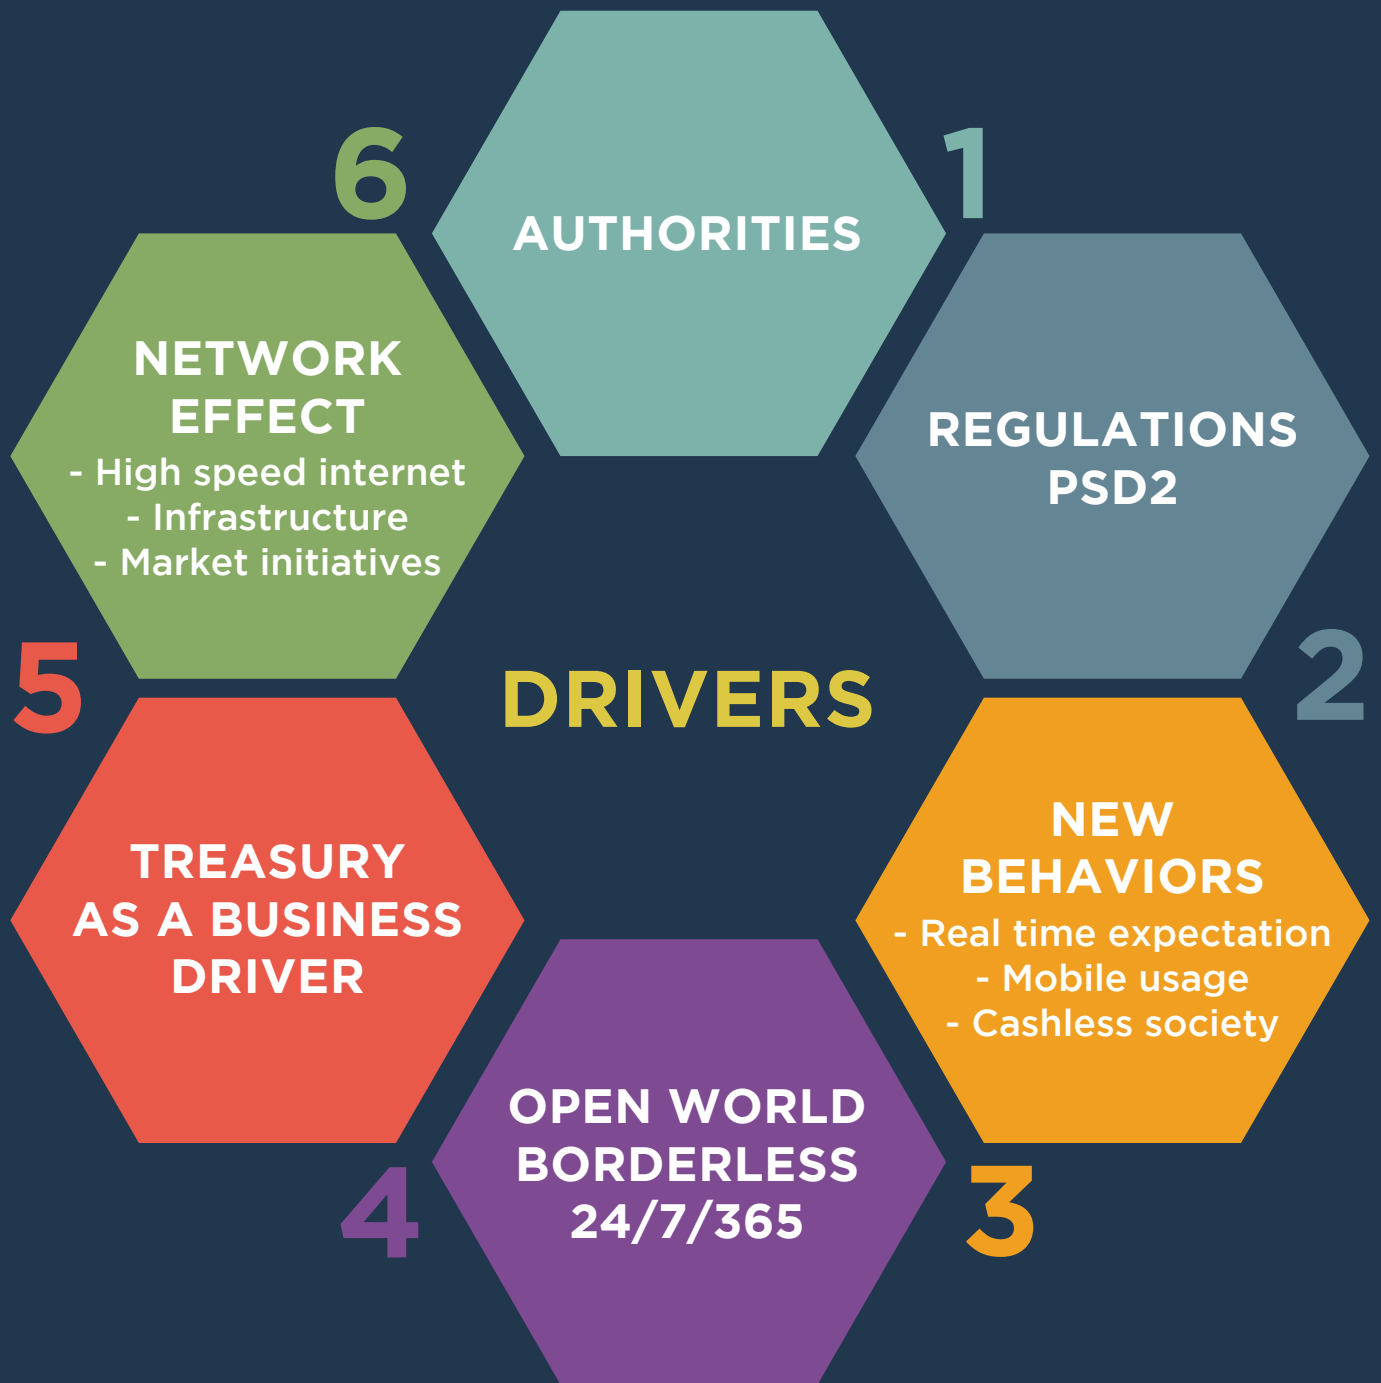 1
AUTHORITIES
2
REGULATIONS
PSD2
3
NEW
BEHAVIORS
- Real time expectation
- Mobile usage
- Cashless society
4
OPEN WORLD
BORDERLESS
24/7/365
5
TREASURY
AS A BUSINESS
DRIVER
6
NETWORK
EFFECT
- High speed internet
- Infrastructure
- Market initiatives
DRIVERS